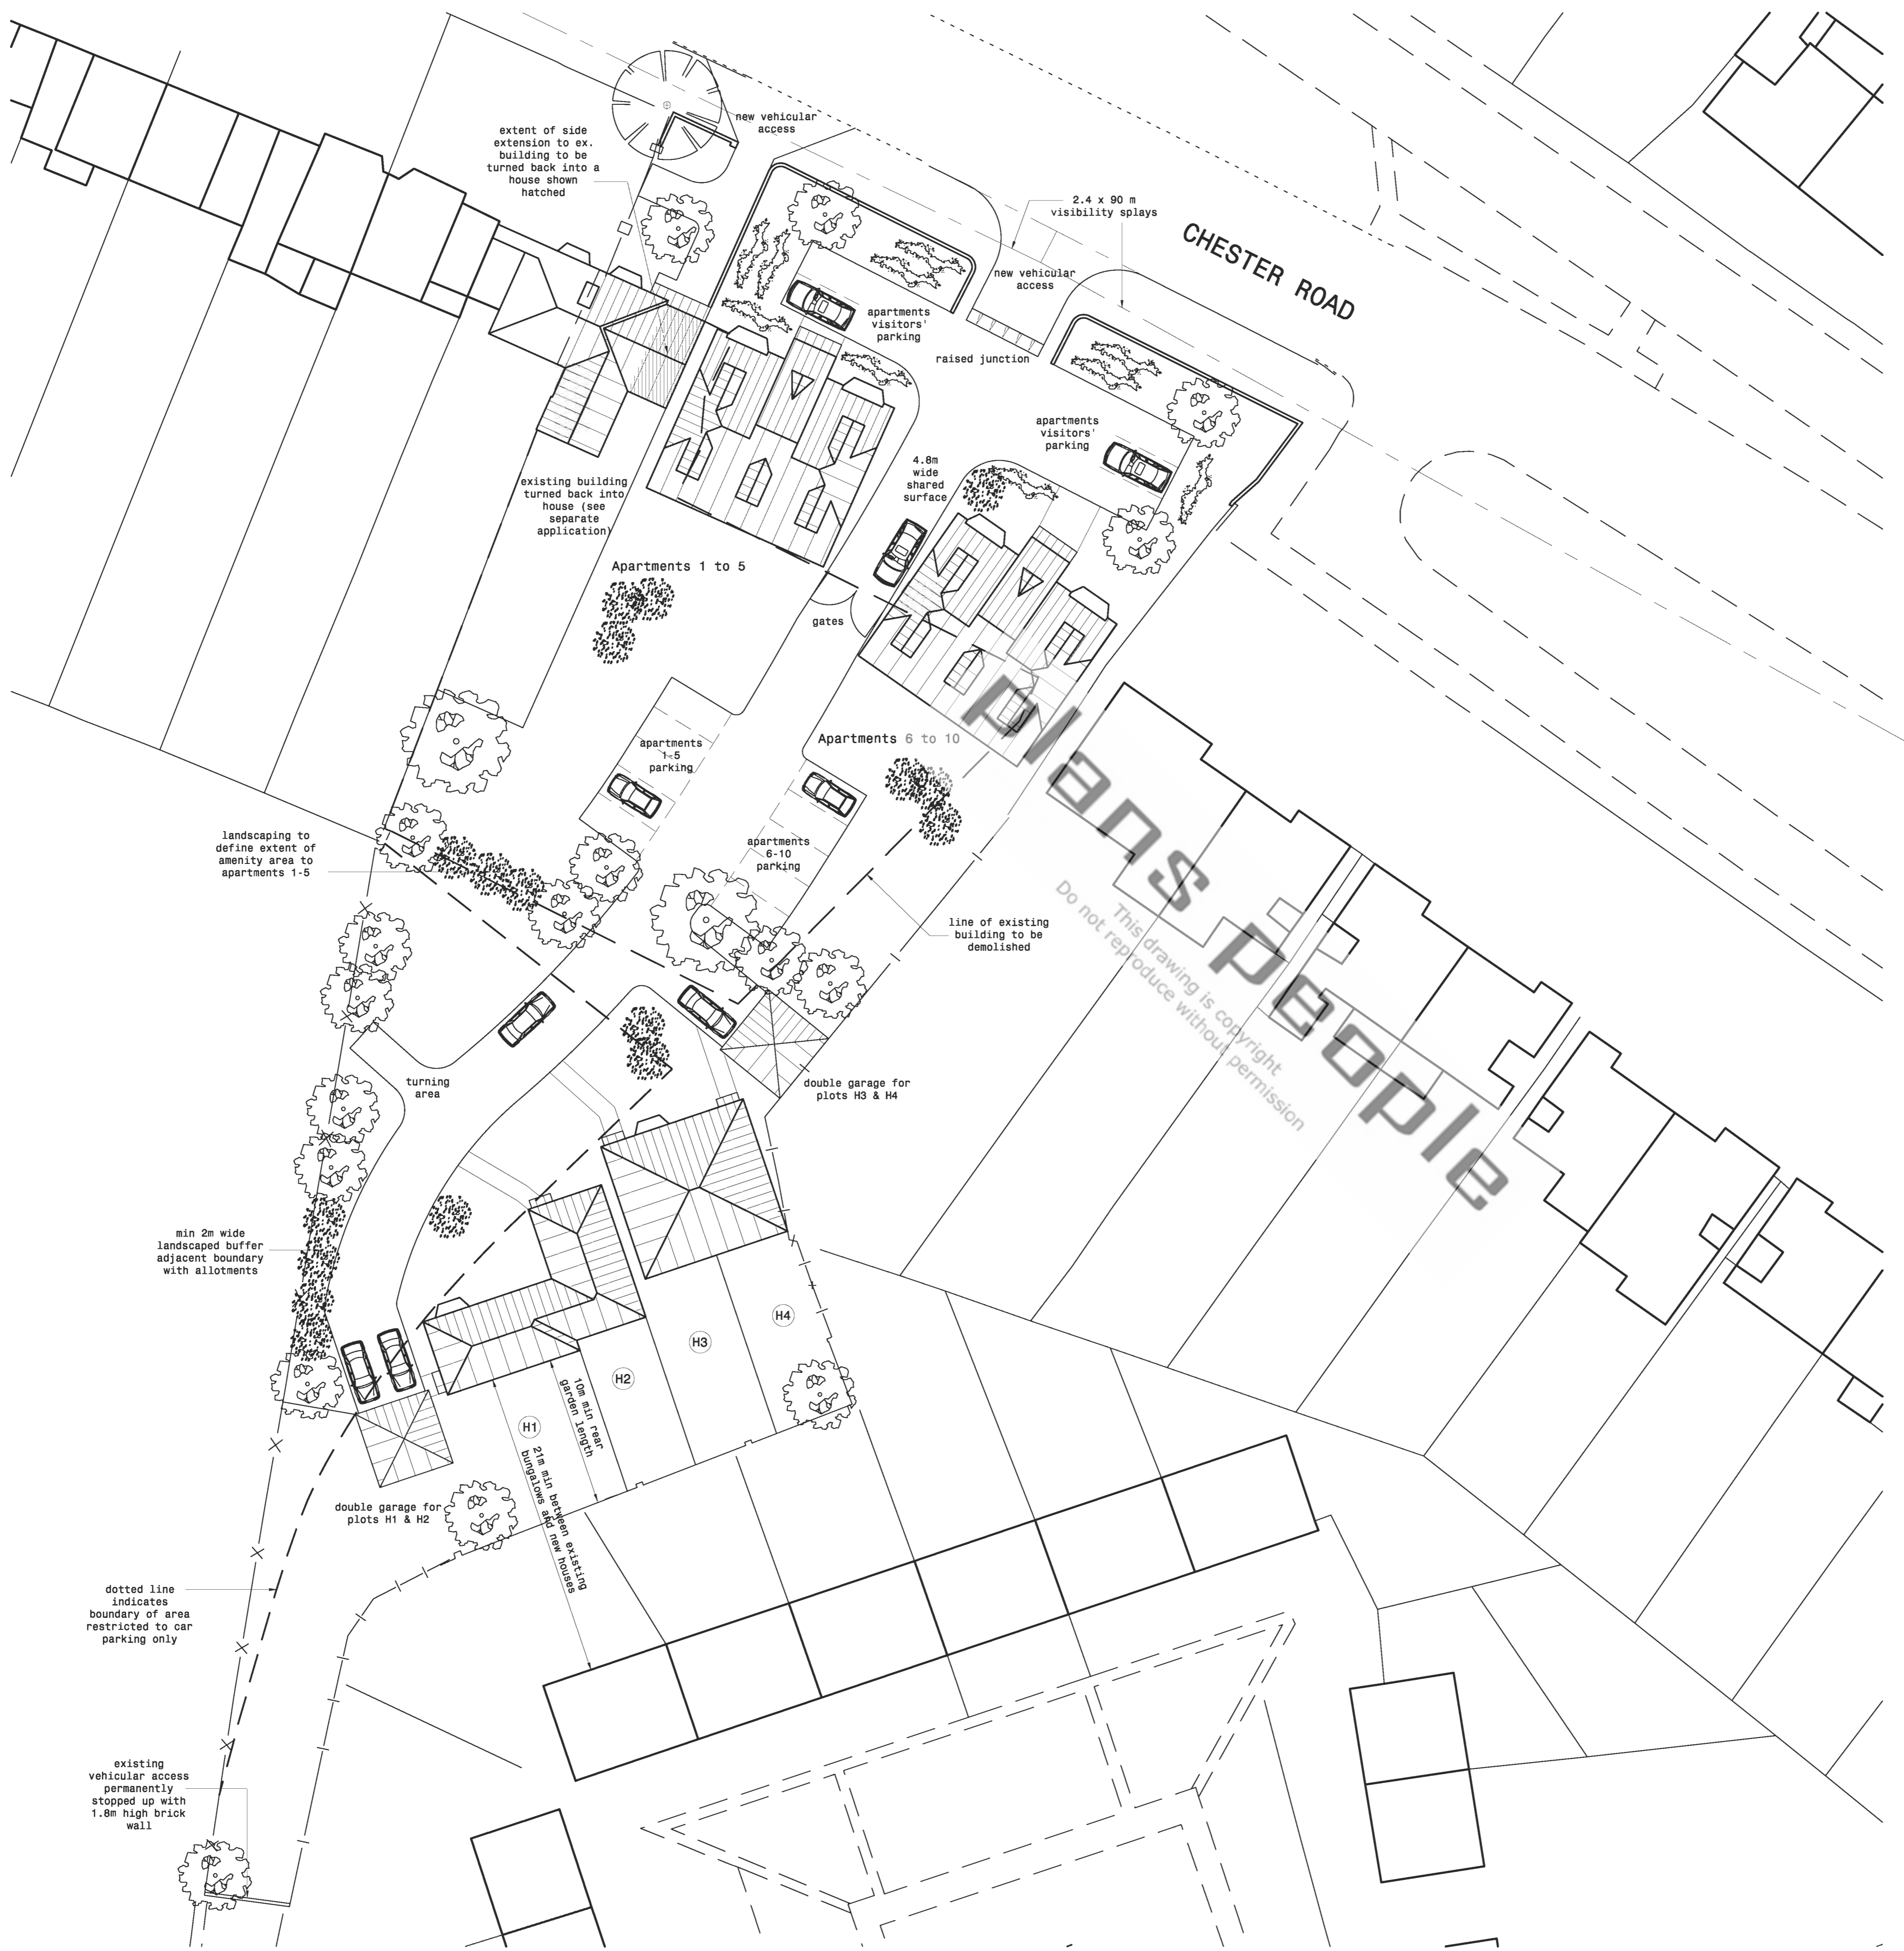 new vehicular
access
extent of side
extension to ex.
building to be
turned back into a
house shown
hatched
2.4 x 90 m
visibility splays
CHESTER ROAD
new vehicular
access
apartments
visitors'
parking
raised junction
apartments
visitors'
parking
4.8m
wide
shared
surface
existing building
turned back into
house (see
separate
application)
Apartments 1 to 5
gates
Apartments 6 to 10
apartments
1-5
parking
apartments
6-10
parking
landscaping to
define extent of
amenity area to
apartments 1-5
line of existing
building to be
demolished
plans people
This drawing is copyright
Do not reproduce without permission
turning
area
double garage for
plots H3 & H4
min 2m wide
landscaped buffer
adjacent boundary
with allotments
H4
H3
H2
H1
10m min rear
garden length
21m min between existing
bungalows and new houses
double garage for
plots H1 & H2
dotted line
indicates
boundary of area
restricted to car
parking only
existing
vehicular access
permanently
stopped up with
1.8m high brick
wall